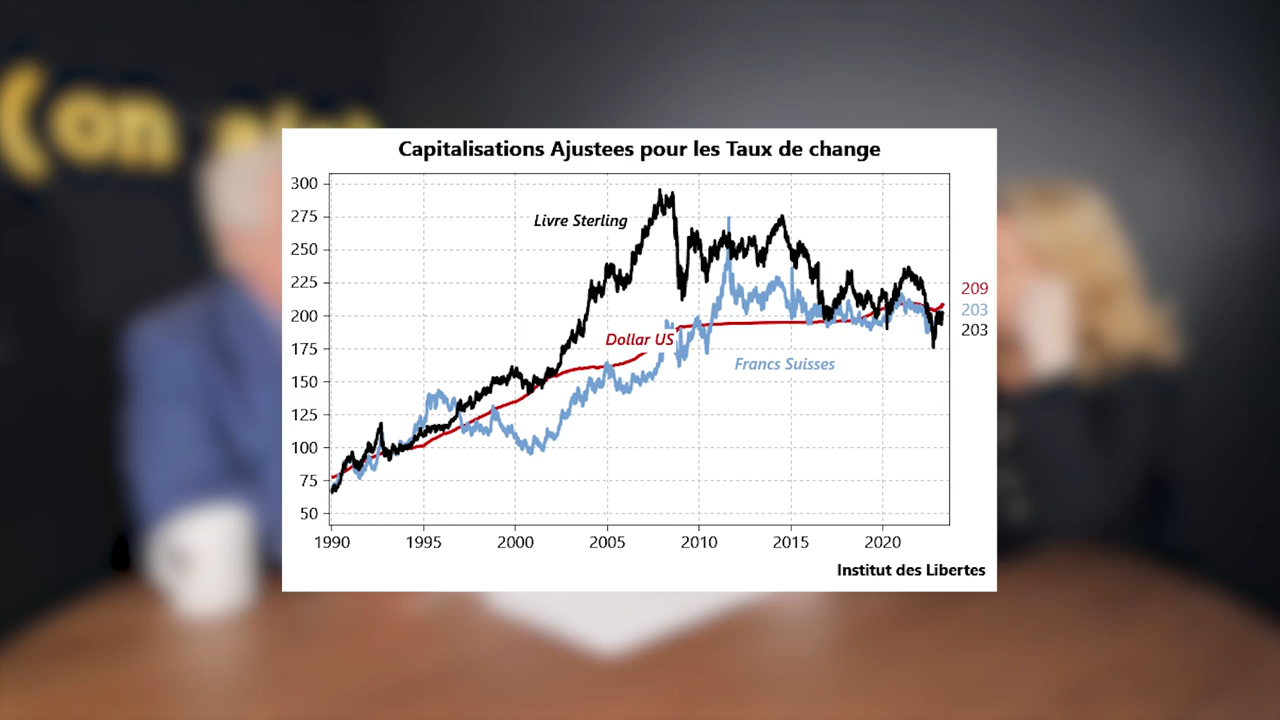 Capitalisations Ajustees pour les Taux de change
300
275
250
225
200
175
150
125
100
75
50
Livre Sterling
Dollar US
Francs Suisses
209
203
203
1990 1995 2000 2005 2010 2015 2020
Institut des Libertes